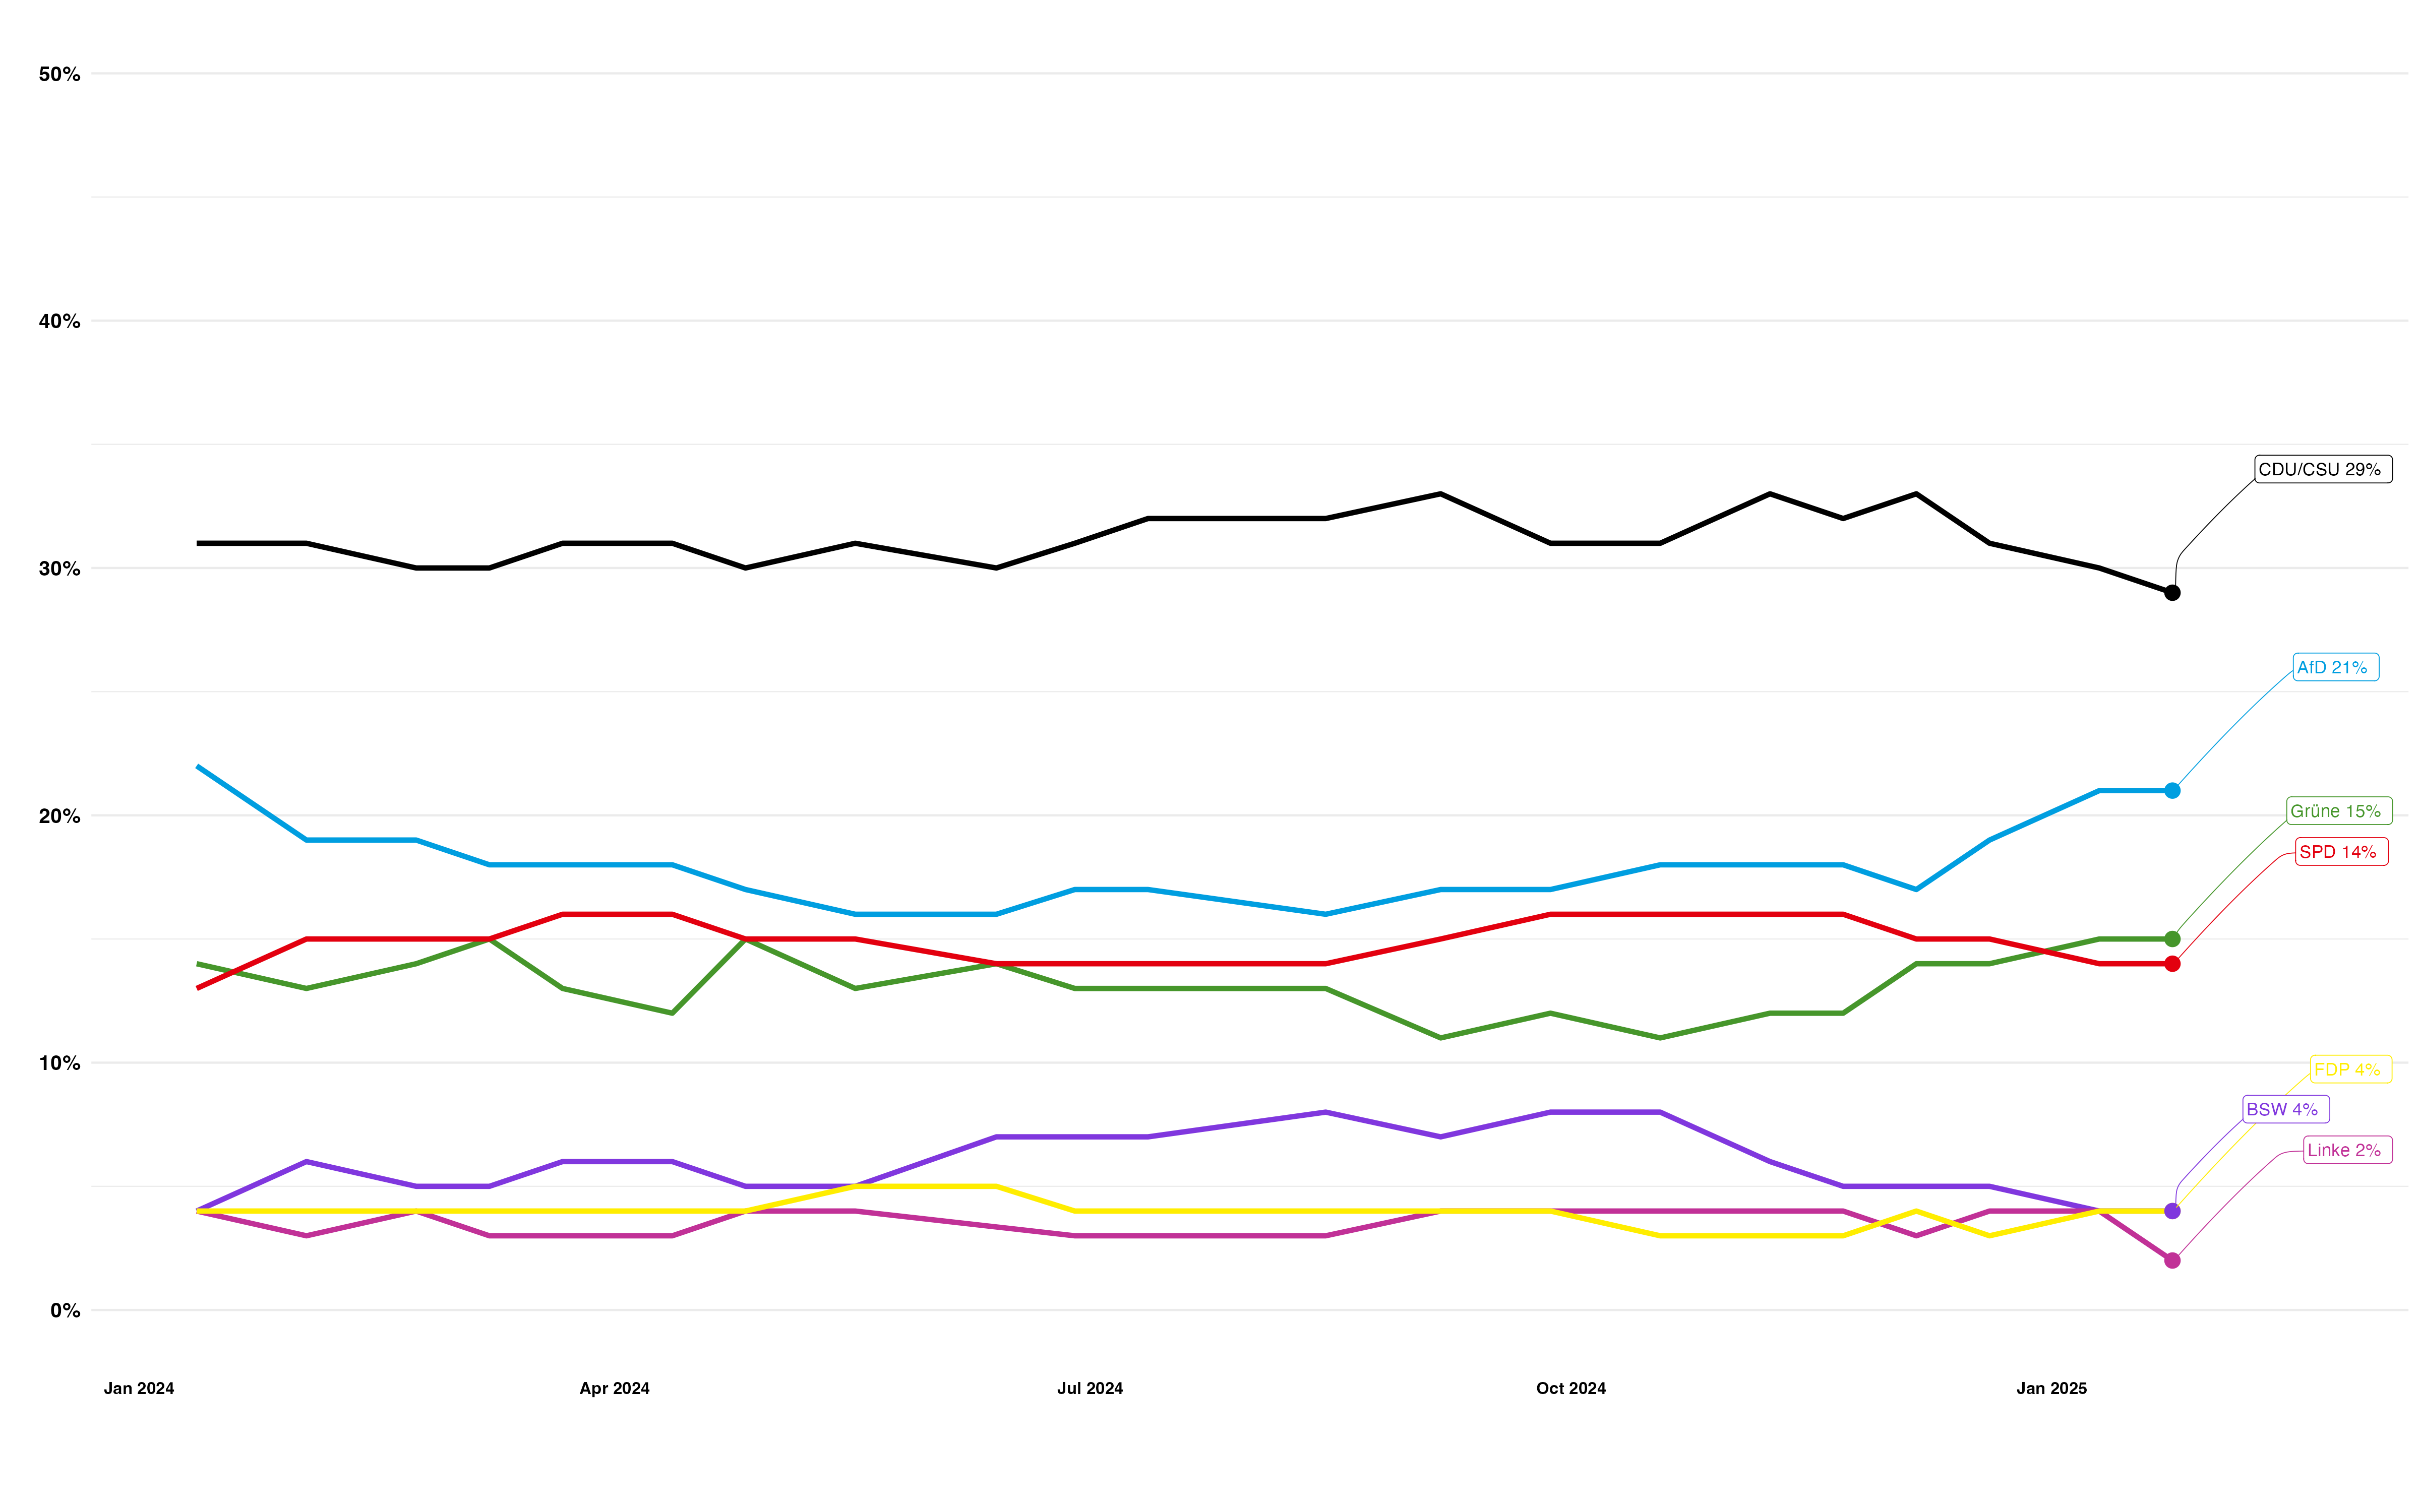 50%
40%
30%
20%
10%
0%
CDU/CSU 29%
AfD 21%
Grüne 15%
SPD 14%
FDP 4%
BSW 4%
Linke 2%
Jan 2024
Apr 2024
Jul 2024
Oct 2024
Jan 2025